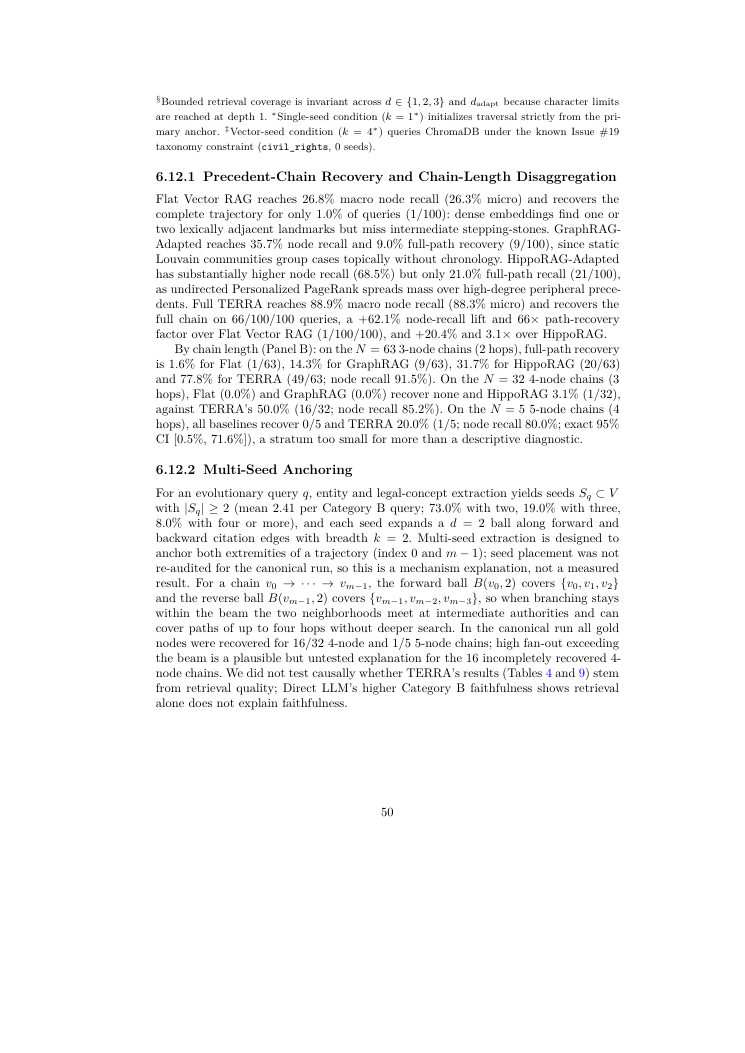 §Bounded retrieval coverage is invariant across d ∈ {1, 2, 3} and d_adapt because character limits
are reached at depth 1. *Single-seed condition (k = 1*) initializes traversal strictly from the pri-
mary anchor. ‡Vector-seed condition (k = 4*) queries ChromaDB under the known Issue #19
taxonomy constraint (civil_rights, 0 seeds).
6.12.1 Precedent-Chain Recovery and Chain-Length Disaggregation
Flat Vector RAG reaches 26.8% macro node recall (26.3% micro) and recovers the
complete trajectory for only 1.0% of queries (1/100): dense embeddings find one or
two lexically adjacent landmarks but miss intermediate stepping-stones. GraphRAG-
Adapted reaches 35.7% node recall and 9.0% full-path recovery (9/100), since static
Louvain communities group cases topically without chronology. HippoRAG-Adapted
has substantially higher node recall (68.5%) but only 21.0% full-path recall (21/100),
as undirected Personalized PageRank spreads mass over high-degree peripheral prece-
dents. Full TERRA reaches 88.9% macro node recall (88.3% micro) and recovers the
full chain on 66/100/100 queries, a +62.1% node-recall lift and 66× path-recovery
factor over Flat Vector RAG (1/100/100), and +20.4% and 3.1× over HippoRAG.
By chain length (Panel B): on the N = 63 3-node chains (2 hops), full-path recovery
is 1.6% for Flat (1/63), 14.3% for GraphRAG (9/63), 31.7% for HippoRAG (20/63)
and 77.8% for TERRA (49/63; node recall 91.5%). On the N = 32 4-node chains (3
hops), Flat (0.0%) and GraphRAG (0.0%) recover none and HippoRAG 3.1% (1/32),
against TERRA's 50.0% (16/32; node recall 85.2%). On the N = 5 5-node chains (4
hops), all baselines recover 0/5 and TERRA 20.0% (1/5; node recall 80.0%; exact 95%
CI [0.5%, 71.6%]), a stratum too small for more than a descriptive diagnostic.
6.12.2 Multi-Seed Anchoring
For an evolutionary query q, entity and legal-concept extraction yields seeds S_q ⊂ V
with |S_q| ≥ 2 (mean 2.41 per Category B query; 73.0% with two, 19.0% with three,
8.0% with four or more), and each seed expands a d = 2 ball along forward and
backward citation edges with breadth k = 2. Multi-seed extraction is designed to
anchor both extremities of a trajectory (index 0 and m − 1); seed placement was not
re-audited for the canonical run, so this is a mechanism explanation, not a measured
result. For a chain v_0 → ··· → v_{m−1}, the forward ball B(v_0, 2) covers {v_0, v_1, v_2}
and the reverse ball B(v_{m−1}, 2) covers {v_{m−1}, v_{m−2}, v_{m−3}}, so when branching stays
within the beam the two neighborhoods meet at intermediate authorities and can
cover paths of up to four hops without deeper search. In the canonical run all gold
nodes were recovered for 16/32 4-node and 1/5 5-node chains; high fan-out exceeding
the beam is a plausible but untested explanation for the 16 incompletely recovered 4-
node chains. We did not test causally whether TERRA's results (Tables 4 and 9) stem
from retrieval quality; Direct LLM's higher Category B faithfulness shows retrieval
alone does not explain faithfulness.
50